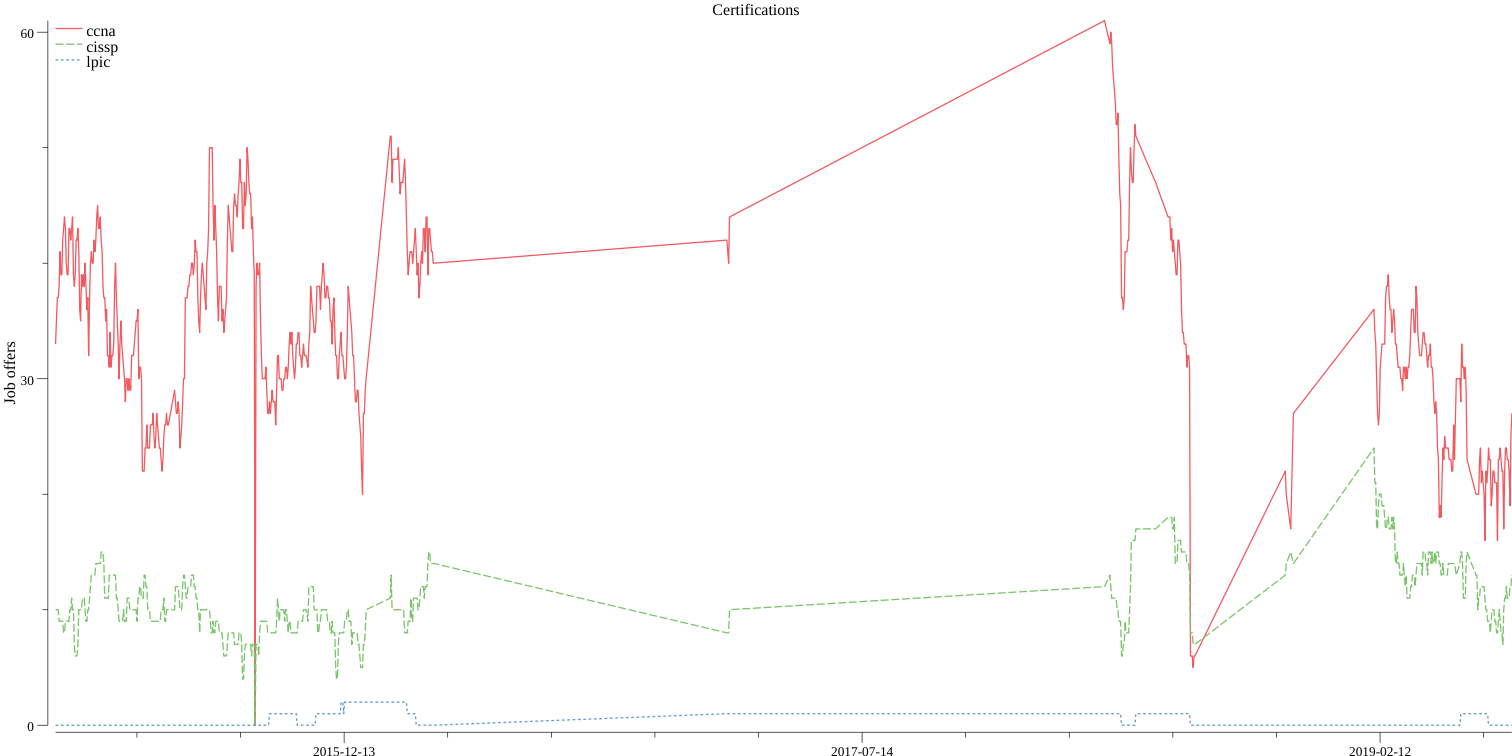 Certifications
60
ccna
cissp
lpic
Job offers
30
0
2015-12-13
2017-07-14
2019-02-12